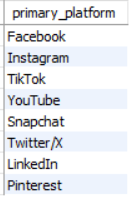 primary_platform
Facebook
Instagram
TikTok
YouTube
Snapchat
Twitter/X
LinkedIn
Pinterest